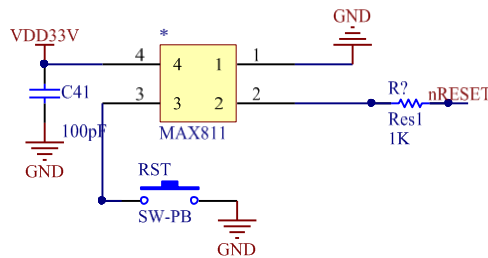 GND
VDD33V
*
4 4 1 1
C41
R? nRESET
3 3 2 2
100pF MAX811 Res1
1K
GND
RST
SW-PB
GND